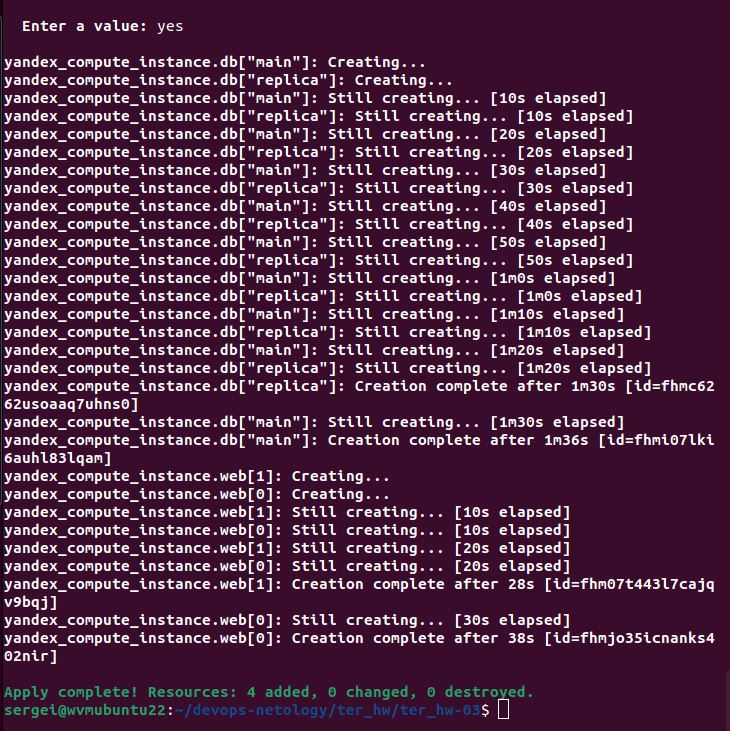 Enter a value: yes
yandex_compute_instance.db["main"]: Creating...
yandex_compute_instance.db["replica"]: Creating...
yandex_compute_instance.db["main"]: Still creating... [10s elapsed]
yandex_compute_instance.db["replica"]: Still creating... [10s elapsed]
yandex_compute_instance.db["main"]: Still creating... [20s elapsed]
yandex_compute_instance.db["replica"]: Still creating... [20s elapsed]
yandex_compute_instance.db["main"]: Still creating... [30s elapsed]
yandex_compute_instance.db["replica"]: Still creating... [30s elapsed]
yandex_compute_instance.db["main"]: Still creating... [40s elapsed]
yandex_compute_instance.db["replica"]: Still creating... [40s elapsed]
yandex_compute_instance.db["main"]: Still creating... [50s elapsed]
yandex_compute_instance.db["replica"]: Still creating... [50s elapsed]
yandex_compute_instance.db["main"]: Still creating... [1m0s elapsed]
yandex_compute_instance.db["replica"]: Still creating... [1m0s elapsed]
yandex_compute_instance.db["main"]: Still creating... [1m10s elapsed]
yandex_compute_instance.db["replica"]: Still creating... [1m10s elapsed]
yandex_compute_instance.db["main"]: Still creating... [1m20s elapsed]
yandex_compute_instance.db["replica"]: Still creating... [1m20s elapsed]
yandex_compute_instance.db["replica"]: Creation complete after 1m30s [id=fhmc62
62usoaaq7uhns0]
yandex_compute_instance.db["main"]: Still creating... [1m30s elapsed]
yandex_compute_instance.db["main"]: Creation complete after 1m36s [id=fhmi07lki
6auhl83lqam]
yandex_compute_instance.web[1]: Creating...
yandex_compute_instance.web[0]: Creating...
yandex_compute_instance.web[1]: Still creating... [10s elapsed]
yandex_compute_instance.web[0]: Still creating... [10s elapsed]
yandex_compute_instance.web[1]: Still creating... [20s elapsed]
yandex_compute_instance.web[0]: Still creating... [20s elapsed]
yandex_compute_instance.web[1]: Creation complete after 28s [id=fhm07t443l7cajq
v9bqj]
yandex_compute_instance.web[0]: Still creating... [30s elapsed]
yandex_compute_instance.web[0]: Creation complete after 38s [id=fhmjo35icnanks4
02nir]
Apply complete! Resources: 4 added, 0 changed, 0 destroyed.
sergei@wvmubuntu22:~/devops-netology/ter_hw/ter_hw-03$